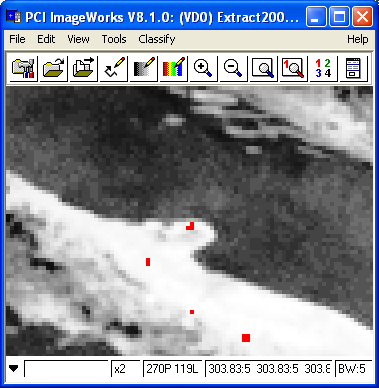 PCI ImageWorks V8.1.0: (VDO) Extract200...
File Edit View Tools Classify Help
1 1 2 3 4
x2 270P 119L 303.83:5 303.83:5 303.8 BW:5